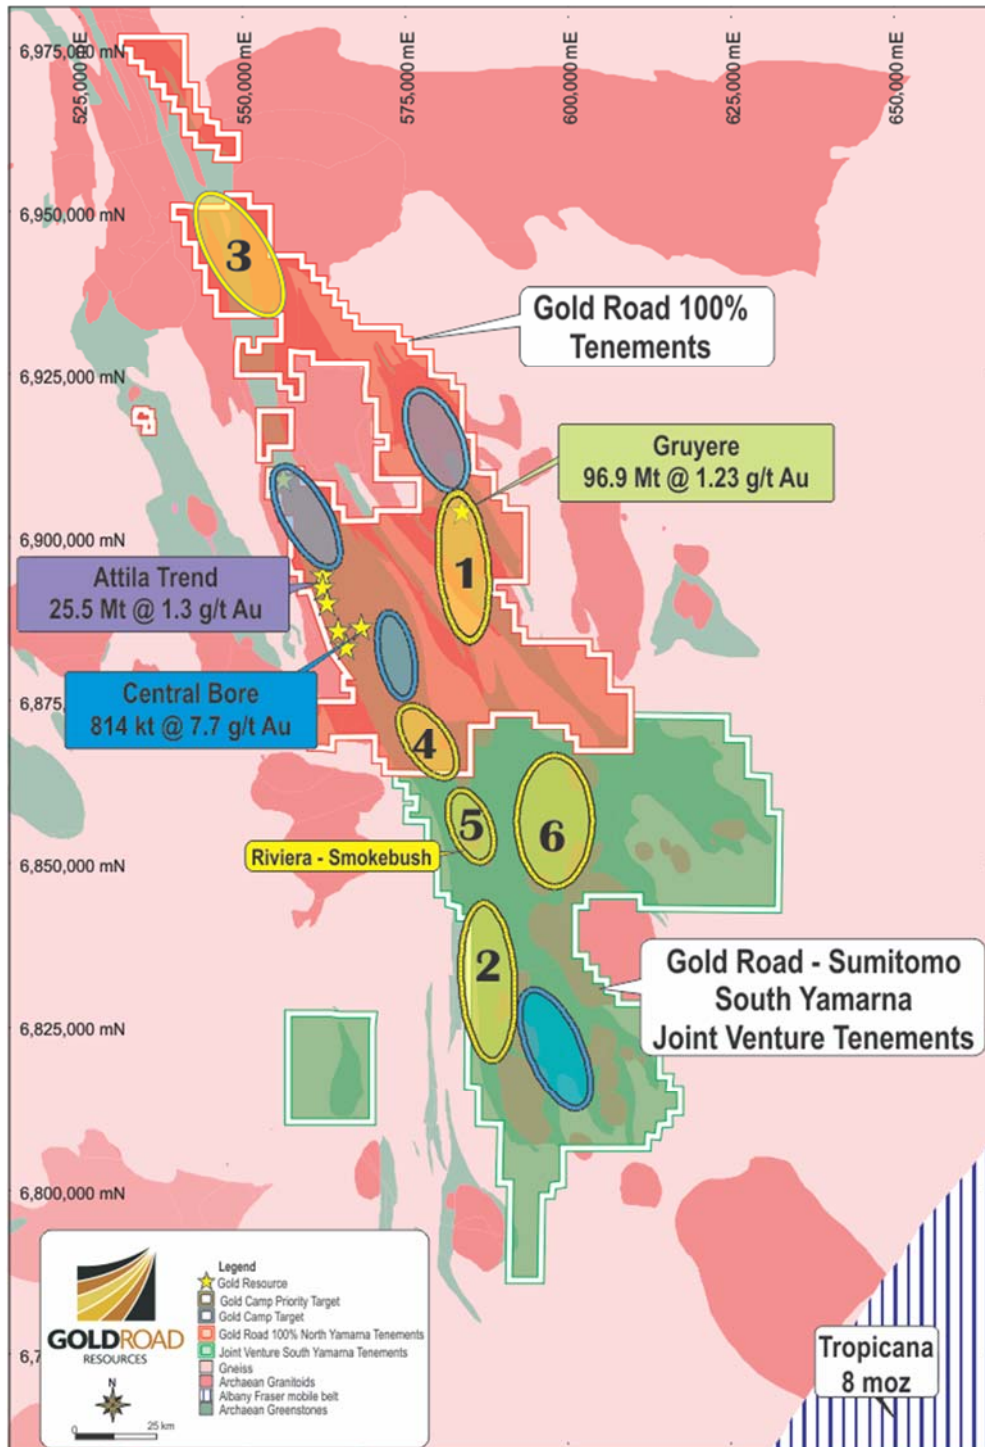 525,000 mE
550,000 mE
575,000 mE
600,000 mE
625,000 mE
650,000 mE
6,975,000 mN
6,950,000 mN
3
Gold Road 100%
Tenements
6,925,000 mN
Gruyere
96.9 Mt @ 1.23 g/t Au
6,900,000 mN
1
Attila Trend
25.5 Mt @ 1.3 g/t Au
Central Bore
814 kt @ 7.7 g/t Au
6,875,
4
5
6
Riviera - Smokebush
6,850,000 mN
2
Gold Road - Sumitomo
South Yamarna
Joint Venture Tenements
6,825,000 mN
6,800,000 mN
6,7
Tropicana
8 moz
GOLDROAD
RESOURCES
N
0
25 km
Legend
Gold Resource
Gold Camp Priority Target
Gold Camp Target
Gold Road 100% North Yamarna Tenements
Joint Venture South Yamarna Tenements
Gneiss
Archaean Granitoids
Albany Fraser mobile belt
Archaean Greenstones